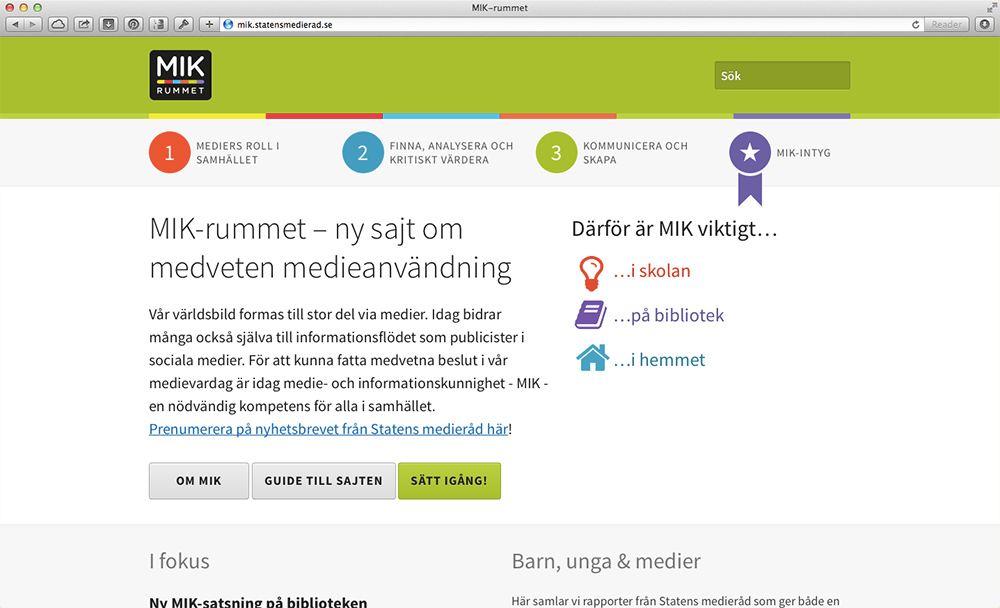 MIK-rummet
mik.statensmedierad.se
Reader
MIK
RUMMET
Sök
1
MEDIERS ROLL I
SAMHÄLLET
2
FINNA, ANALYSERA OCH
KRITISKT VÄRDERA
3
KOMMUNICERA OCH
SKAPA
MIK-INTYG
MIK-rummet – ny sajt om
medveten medieanvändning
Vår världsbild formas till stor del via medier. Idag bidrar
många också själva till informationsflödet som publicister i
sociala medier. För att kunna fatta medvetna beslut i vår
medievardag är idag medie- och informationskunnighet - MIK -
en nödvändig kompetens för alla i samhället.
Prenumerera på nyhetsbrevet från Statens medieråd här!
OM MIK
GUIDE TILL SAJTEN
SÄTT IGÅNG!
Därför är MIK viktigt…
…i skolan
…på bibliotek
…i hemmet
I fokus
Ny MIK-satsning på biblioteken
Barn, unga & medier
Här samlar vi rapporter från Statens medieråd som ger både en